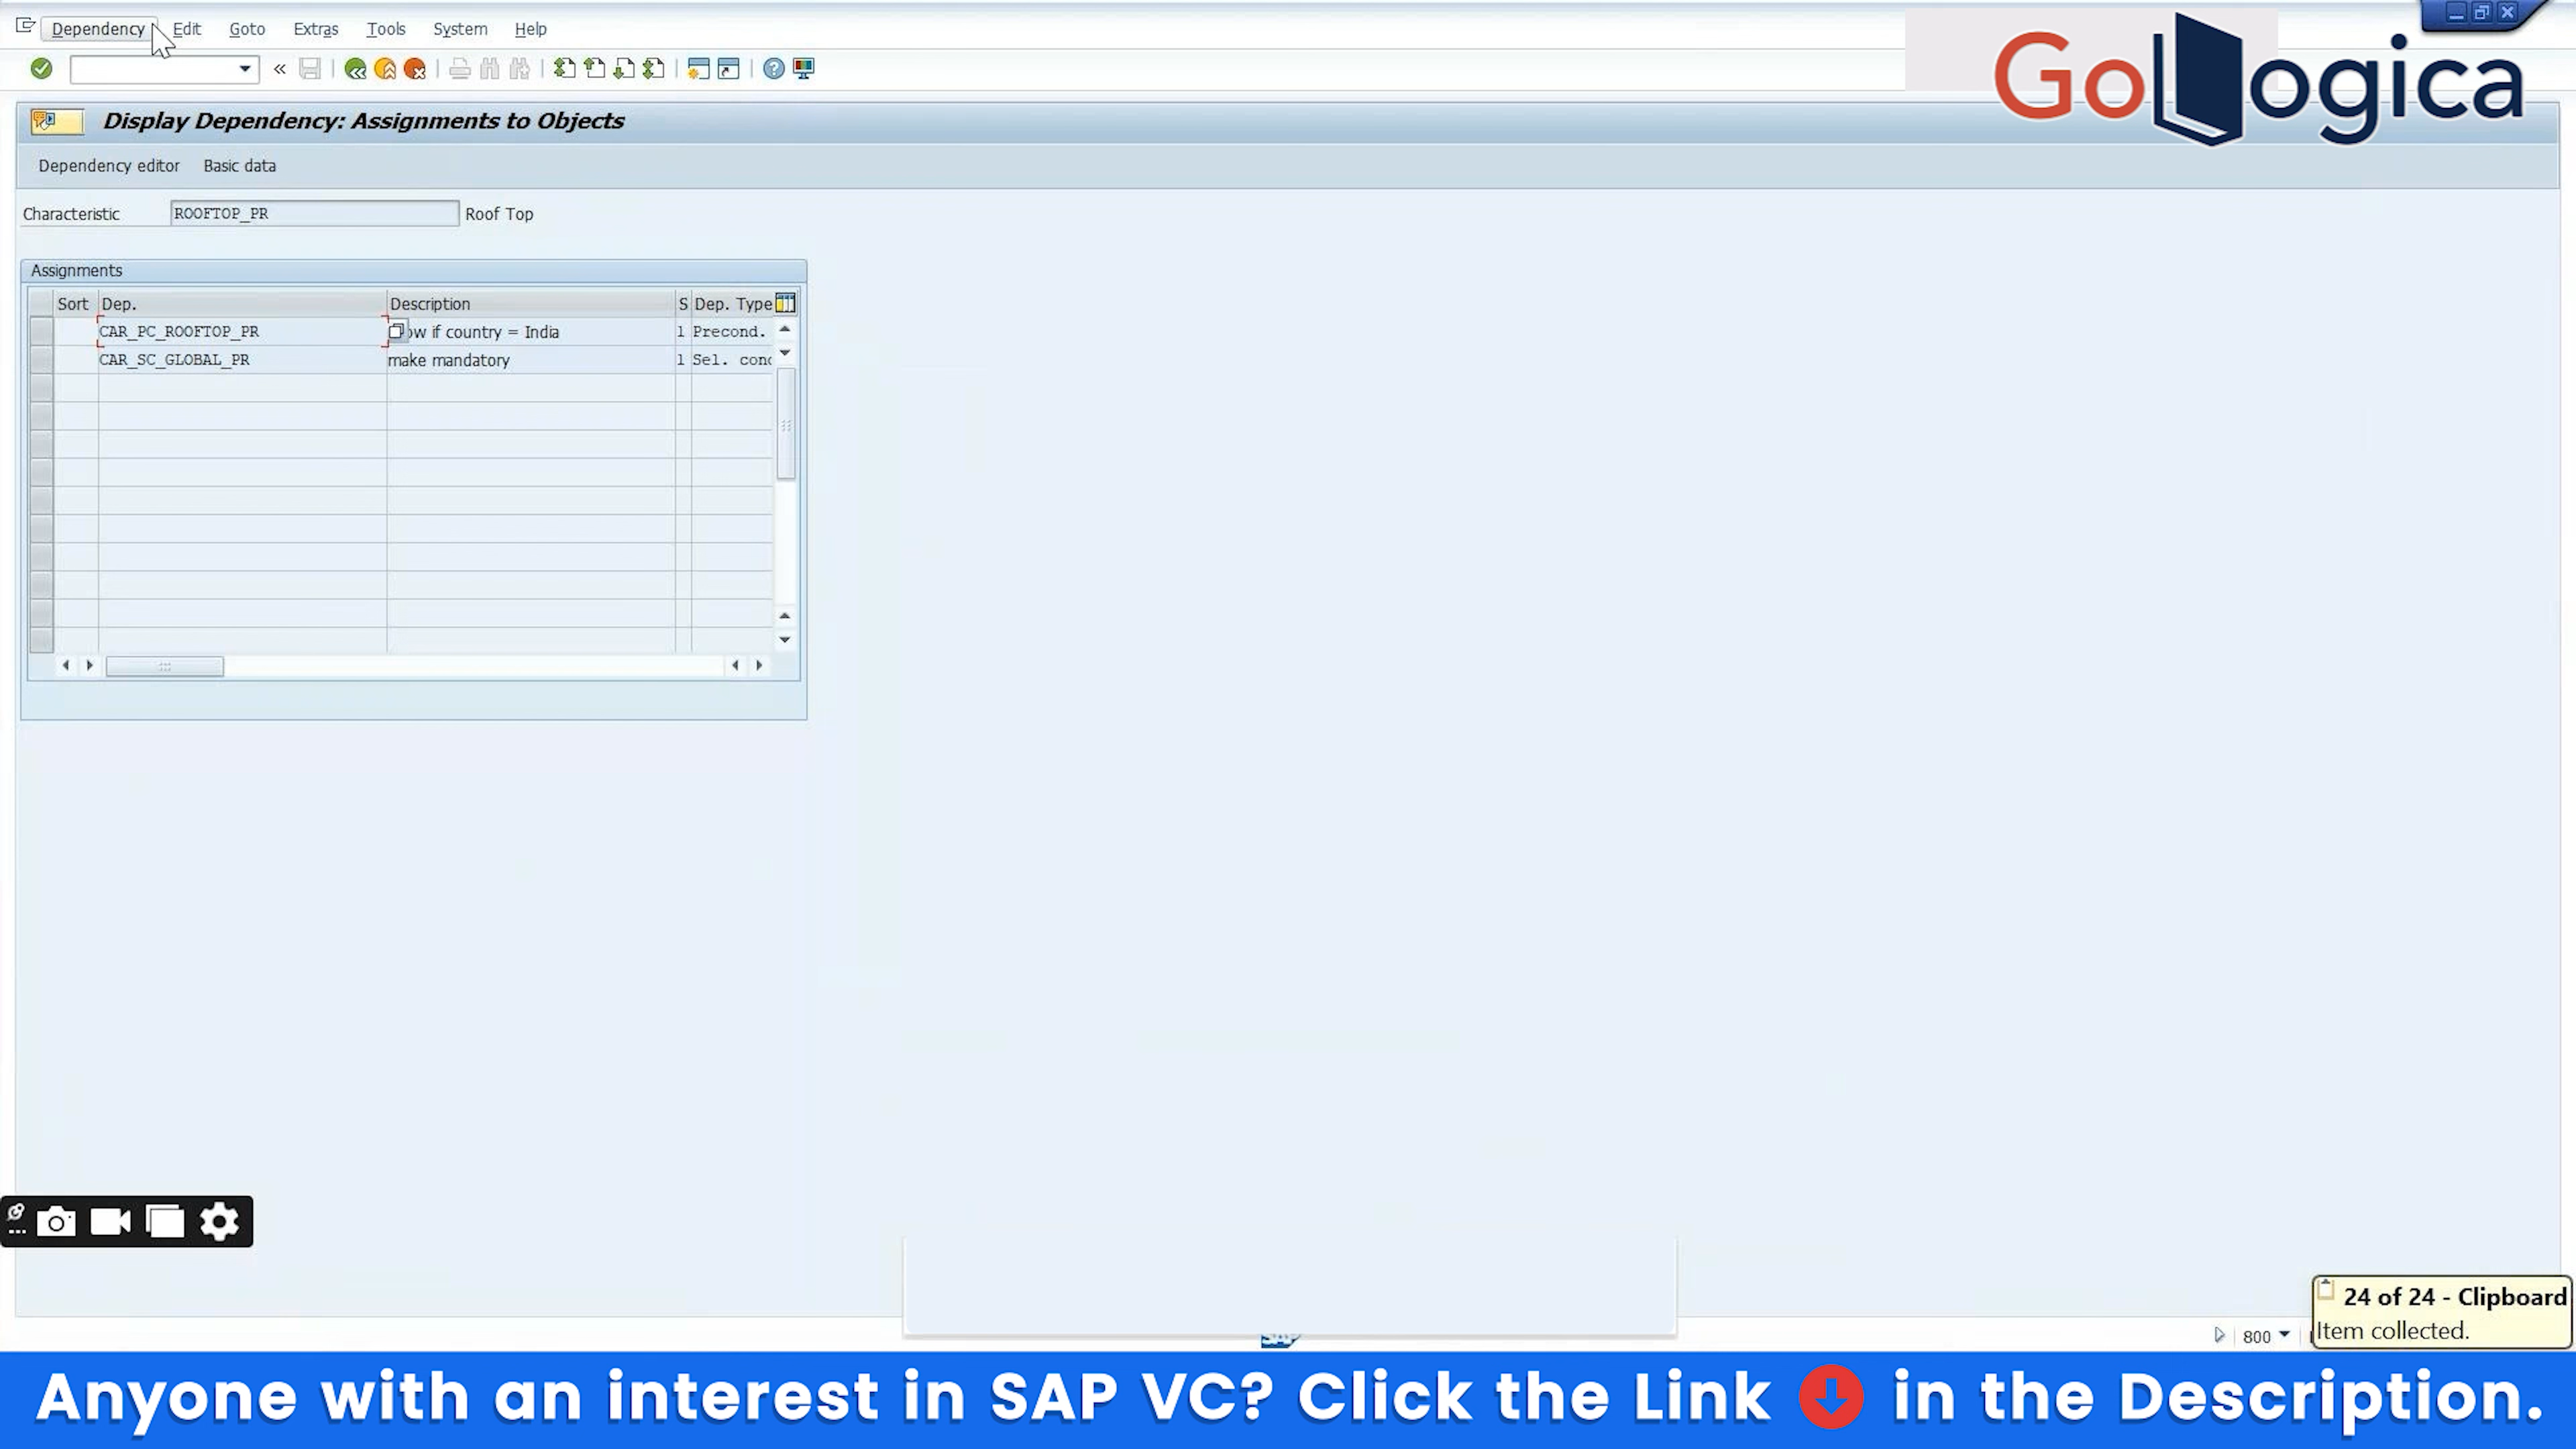 Dependency Edit Goto Extras Tools System Help
GoLogica
Display Dependency: Assignments to Objects
Dependency editor Basic data
Characteristic ROOFTOP_PR Roof Top
Assignments
Sort Dep. Description S Dep. Type
CAR_PC_ROOFTOP_PR ow if country = India 1 Precond.
CAR_SC_GLOBAL_PR make mandatory 1 Sel. cond
24 of 24 - Clipboard
Item collected.
SAP
800
Anyone with an interest in SAP VC? Click the Link in the Description.